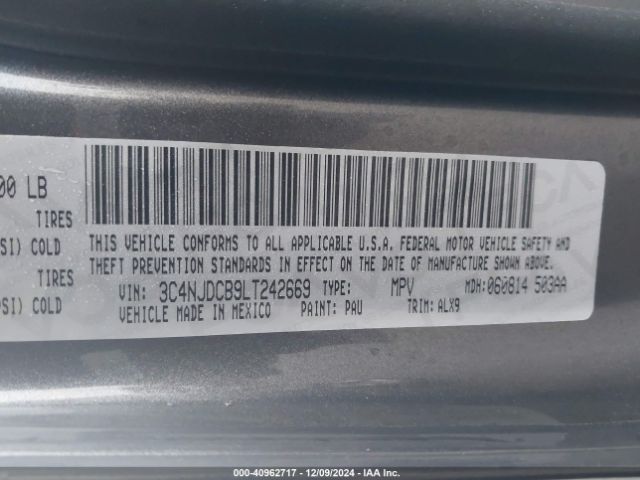 00 LB
TIRES
SI) COLD
TIRES
PSI) COLD
THIS VEHICLE CONFORMS TO ALL APPLICABLE U.S.A. FEDERAL MOTOR VEHICLE SAFETY AND
THEFT PREVENTION STANDARDS IN EFFECT ON THE DATE OF MANUFACTURE SHOWN ABOVE.
VIN: 3C4NJDCB9LT242669 TYPE: MPV MDH: 060814 503AA
VEHICLE MADE IN MEXICO PAINT: PAU TRIM: ALX9
000-40962717 - 12/09/2024 - IAA Inc.